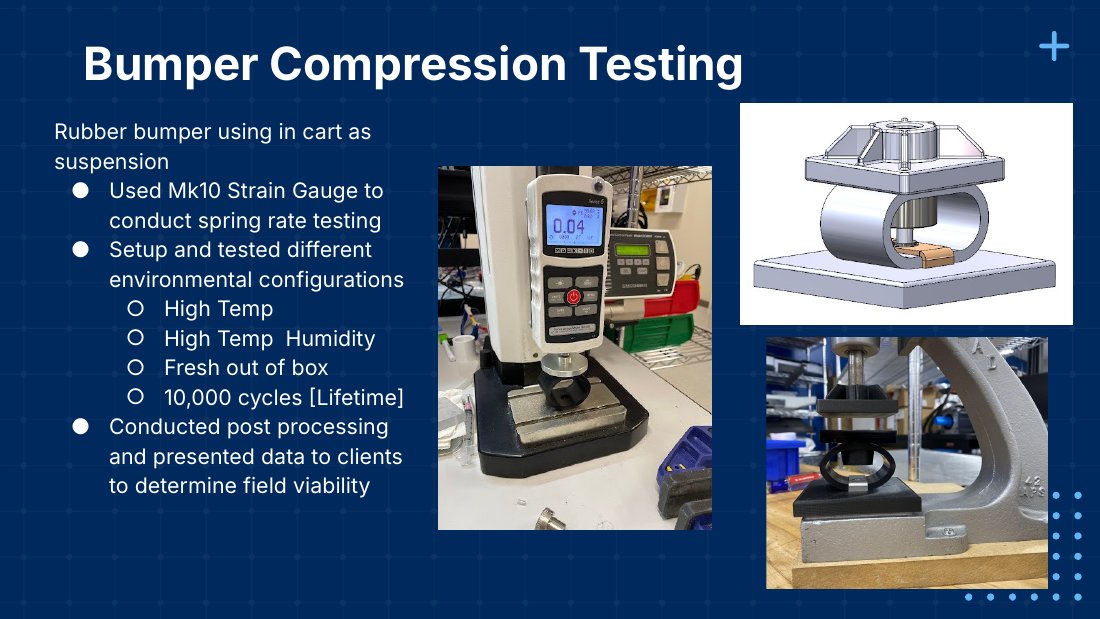 Bumper Compression Testing
Rubber bumper using in cart as
suspension
● Used Mk10 Strain Gauge to
conduct spring rate testing
● Setup and tested different
environmental configurations
○ High Temp
○ High Temp  Humidity
○ Fresh out of box
○ 10,000 cycles [Lifetime]
● Conducted post processing
and presented data to clients
to determine field viability
0.04